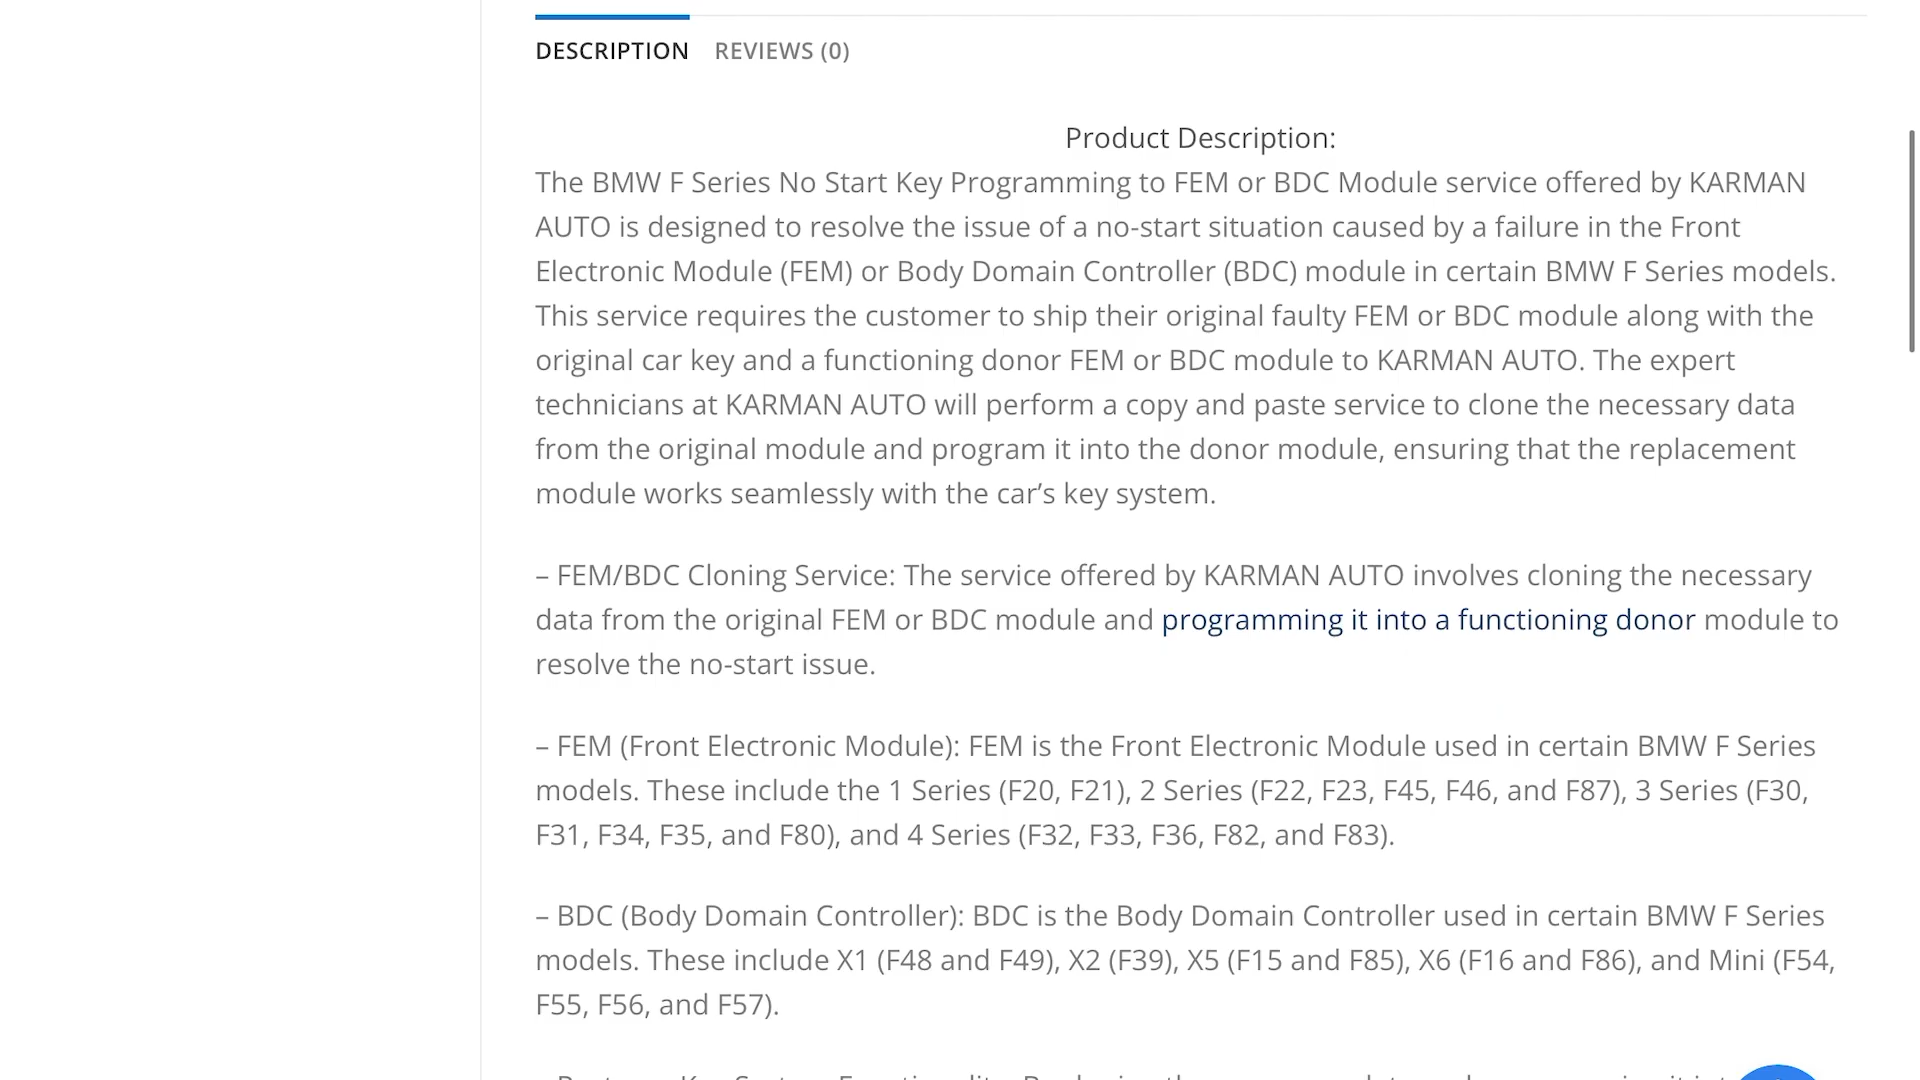 DESCRIPTION REVIEWS (0)
Product Description:
The BMW F Series No Start Key Programming to FEM or BDC Module service offered by KARMAN
AUTO is designed to resolve the issue of a no-start situation caused by a failure in the Front
Electronic Module (FEM) or Body Domain Controller (BDC) module in certain BMW F Series models.
This service requires the customer to ship their original faulty FEM or BDC module along with the
original car key and a functioning donor FEM or BDC module to KARMAN AUTO. The expert
technicians at KARMAN AUTO will perform a copy and paste service to clone the necessary data
from the original module and program it into the donor module, ensuring that the replacement
module works seamlessly with the car’s key system.
– FEM/BDC Cloning Service: The service offered by KARMAN AUTO involves cloning the necessary
data from the original FEM or BDC module and programming it into a functioning donor module to
resolve the no-start issue.
– FEM (Front Electronic Module): FEM is the Front Electronic Module used in certain BMW F Series
models. These include the 1 Series (F20, F21), 2 Series (F22, F23, F45, F46, and F87), 3 Series (F30,
F31, F34, F35, and F80), and 4 Series (F32, F33, F36, F82, and F83).
– BDC (Body Domain Controller): BDC is the Body Domain Controller used in certain BMW F Series
models. These include X1 (F48 and F49), X2 (F39), X5 (F15 and F85), X6 (F16 and F86), and Mini (F54,
F55, F56, and F57).